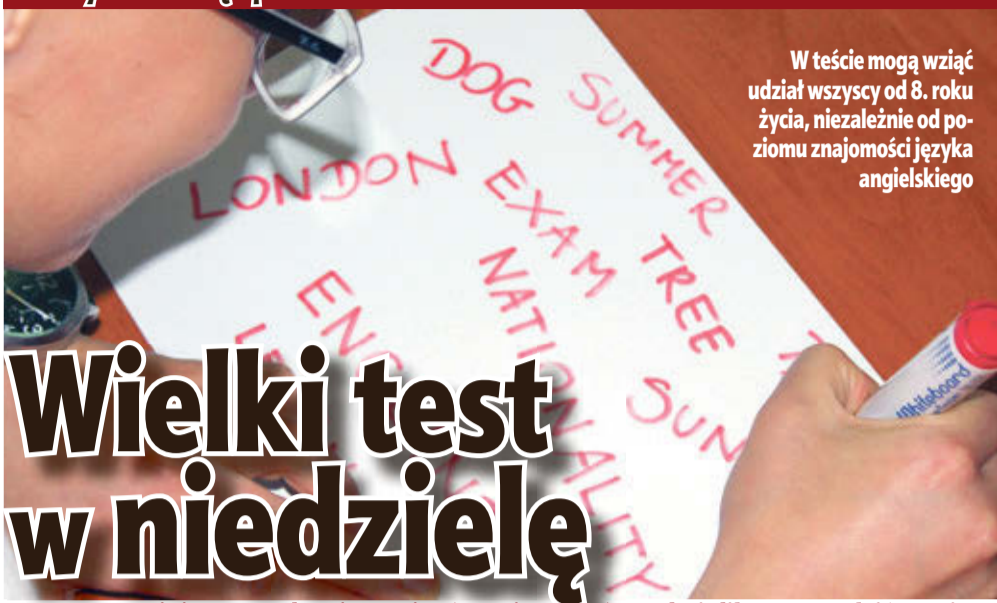 W teście mogą wziąć
udział wszyscy od 8. roku
życia, niezależnie od po-
ziomu znajomości języka
angielskiego
DOG
SUMMER
LONDON
EXAM
TREE
NATIONALITY
SUN
Whiteboard
Wielki test
w niedzielę